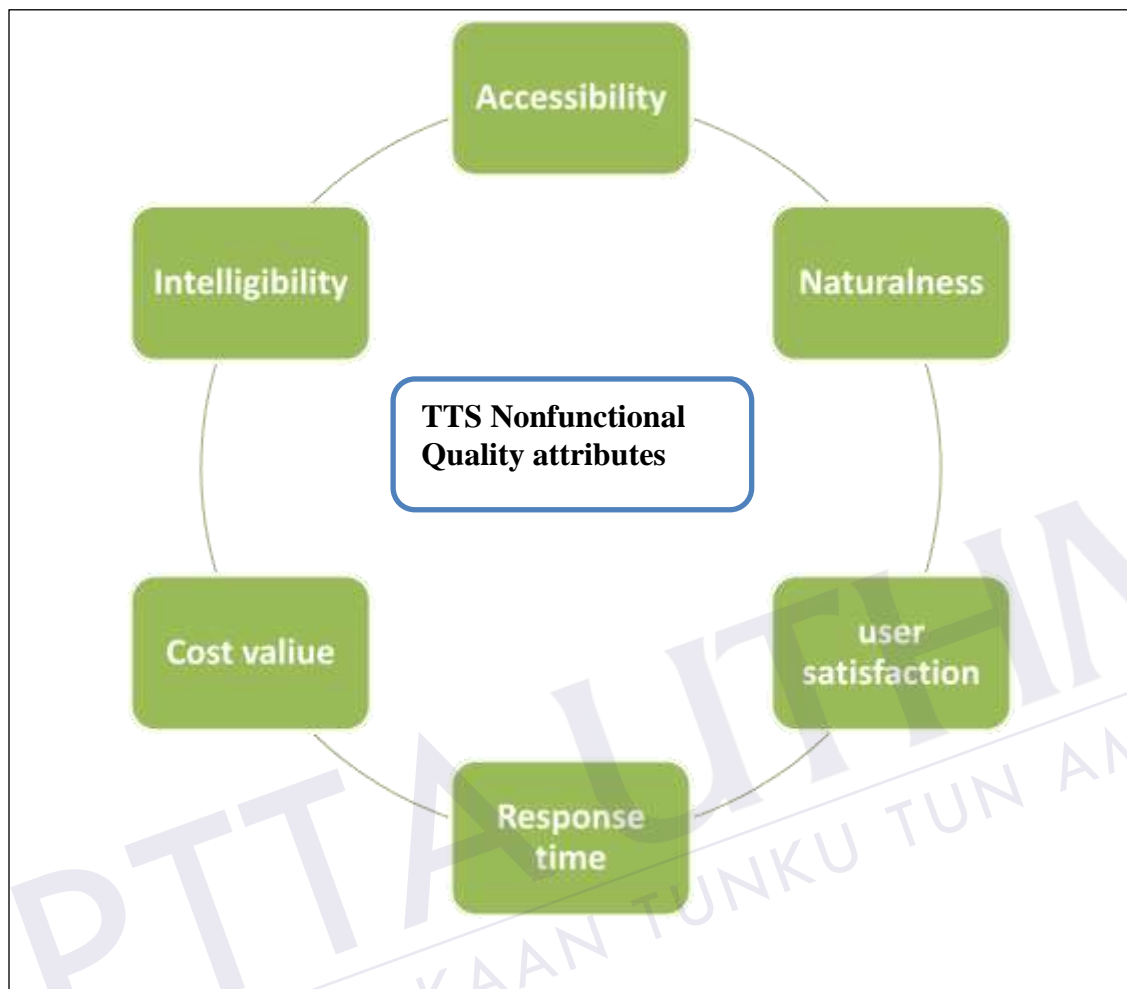 Accessibility
Naturalness
user
satisfaction
Response
time
Cost valiue
Intelligibility
TTS Nonfunctional
Quality attributes
PTTA UTHM
KAAN TUNKU TUN AM